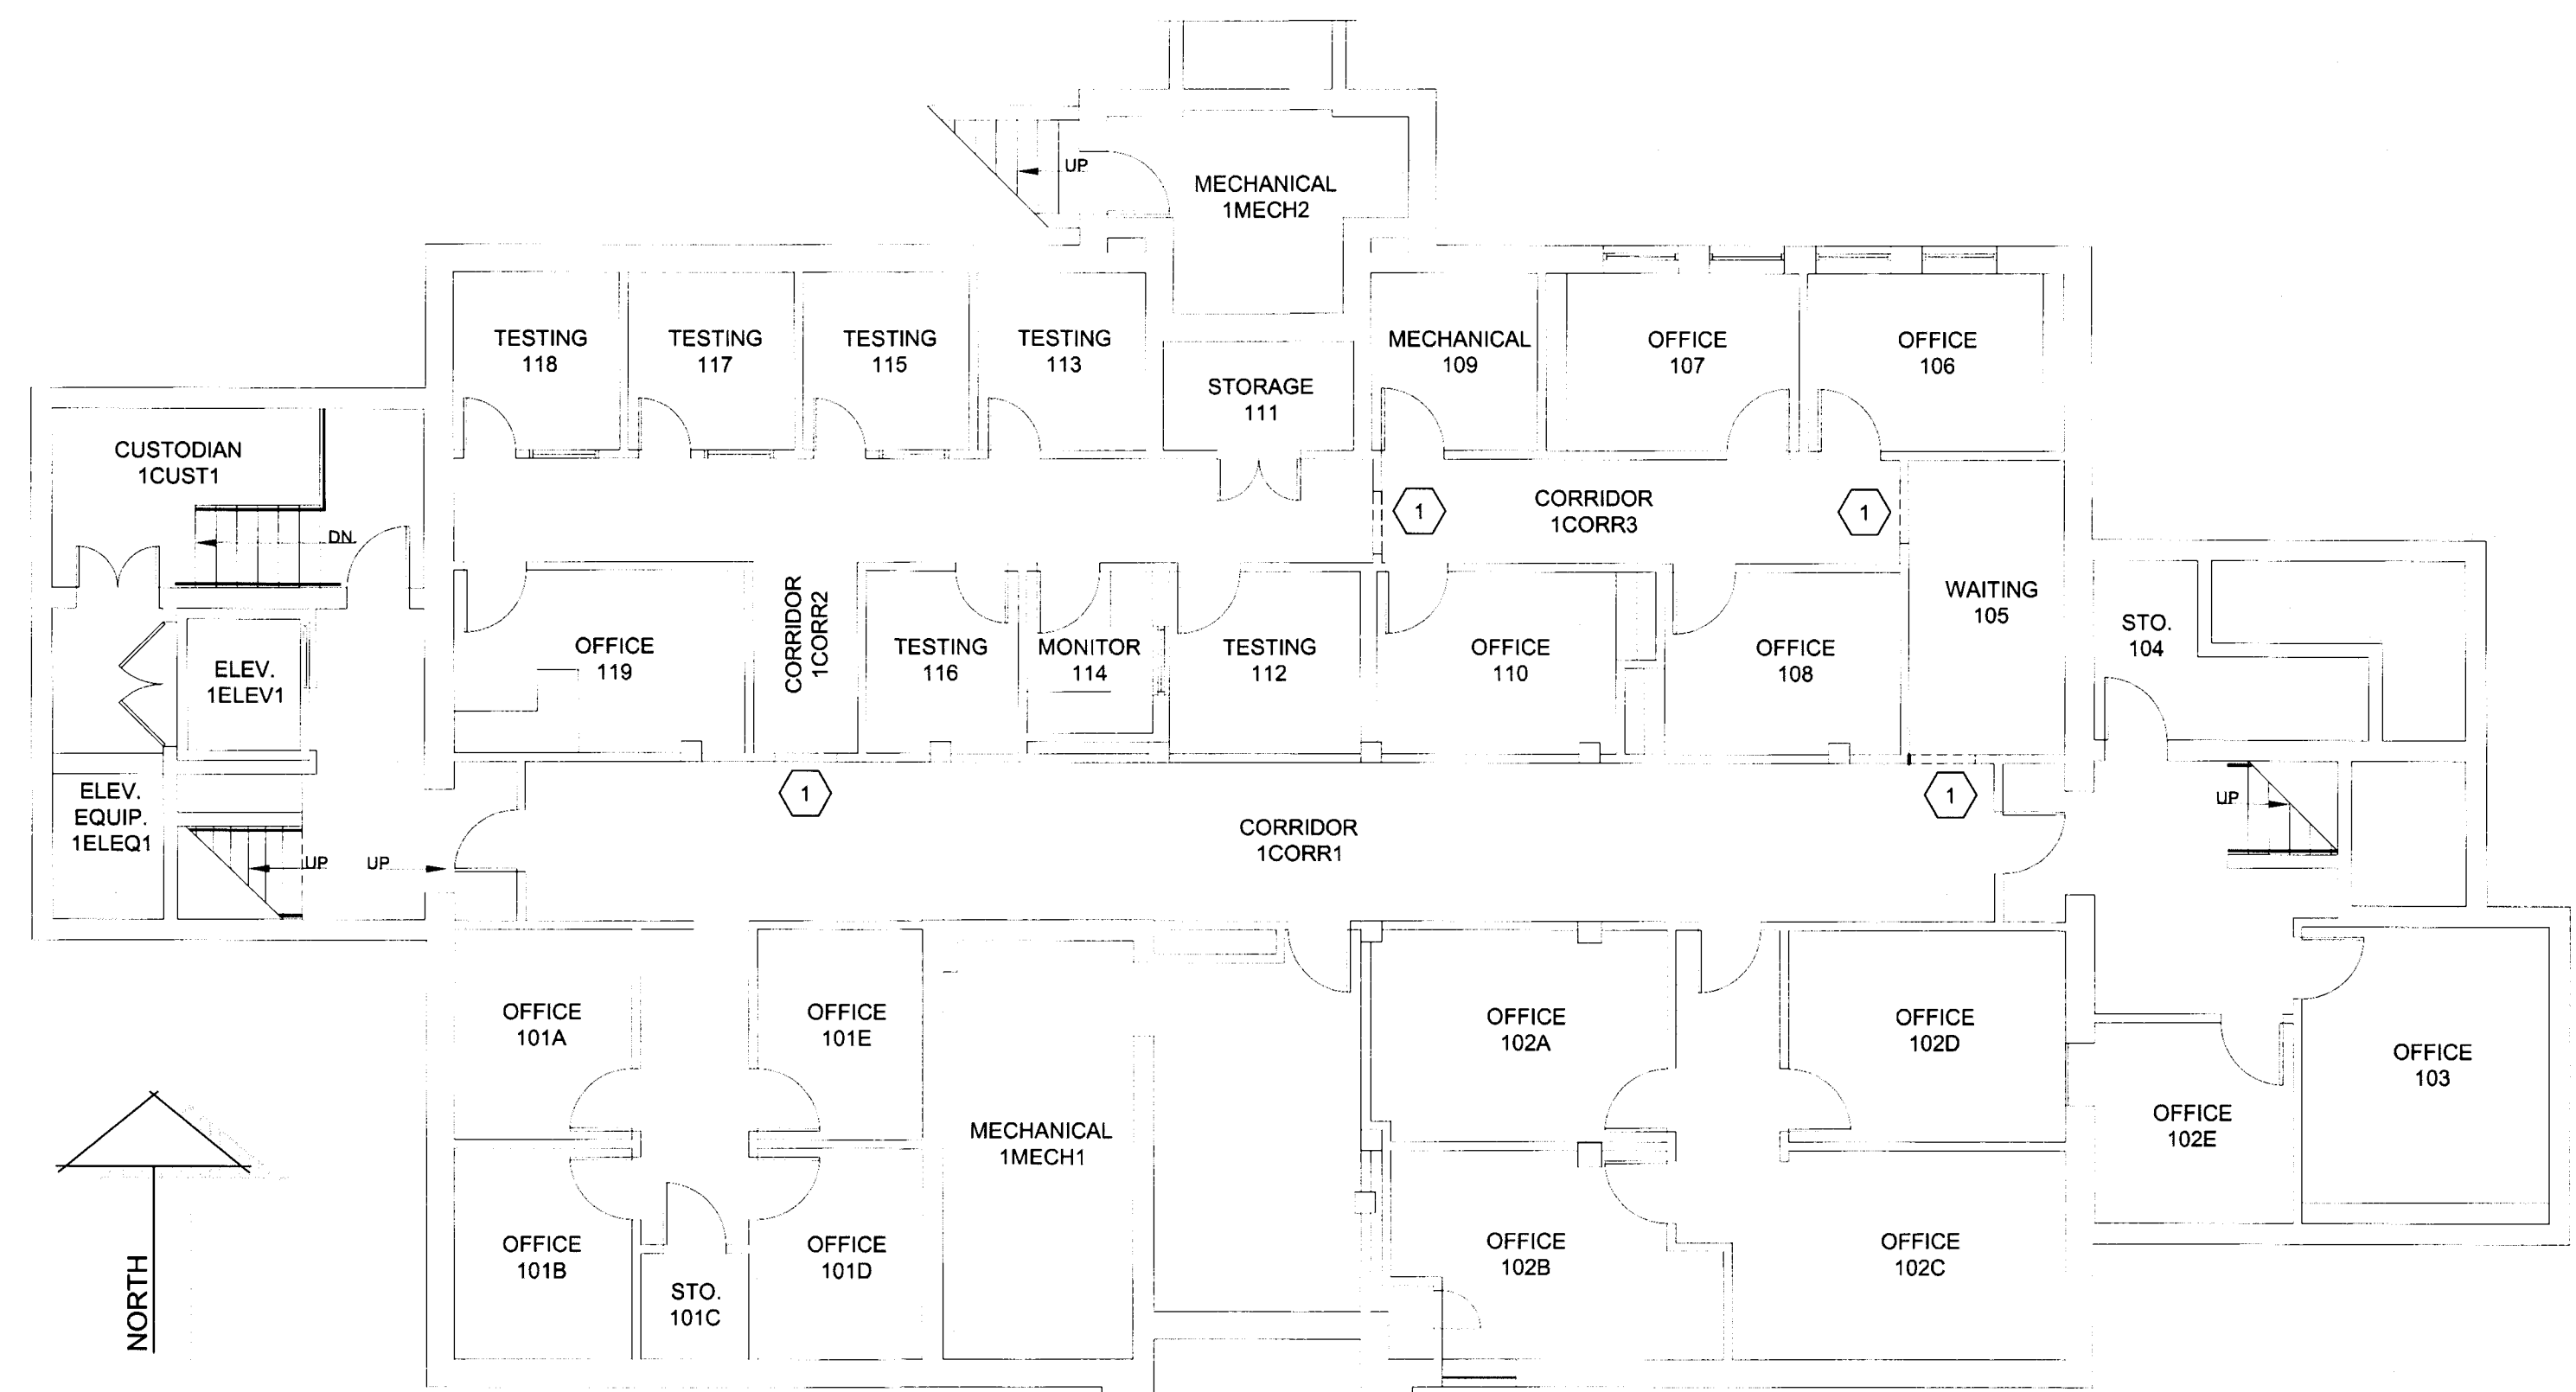 UP
MECHANICAL
1MECH2
TESTING
118
TESTING
117
TESTING
115
TESTING
113
STORAGE
111
MECHANICAL
109
OFFICE
107
OFFICE
106
CUSTODIAN
1CUST1
DN
1
CORRIDOR
1CORR3
1
CORRIDOR
1CORR2
WAITING
105
STO.
104
ELEV.
1ELEV1
OFFICE
119
TESTING
116
MONITOR
114
TESTING
112
OFFICE
110
OFFICE
108
ELEV.
EQUIP.
1ELEQ1
1
1
UP
CORRIDOR
1CORR1
UP
UP
OFFICE
101A
OFFICE
101E
OFFICE
102A
OFFICE
102D
OFFICE
103
MECHANICAL
1MECH1
OFFICE
102E
OFFICE
101B
OFFICE
101D
OFFICE
102B
OFFICE
102C
STO.
101C
NORTH